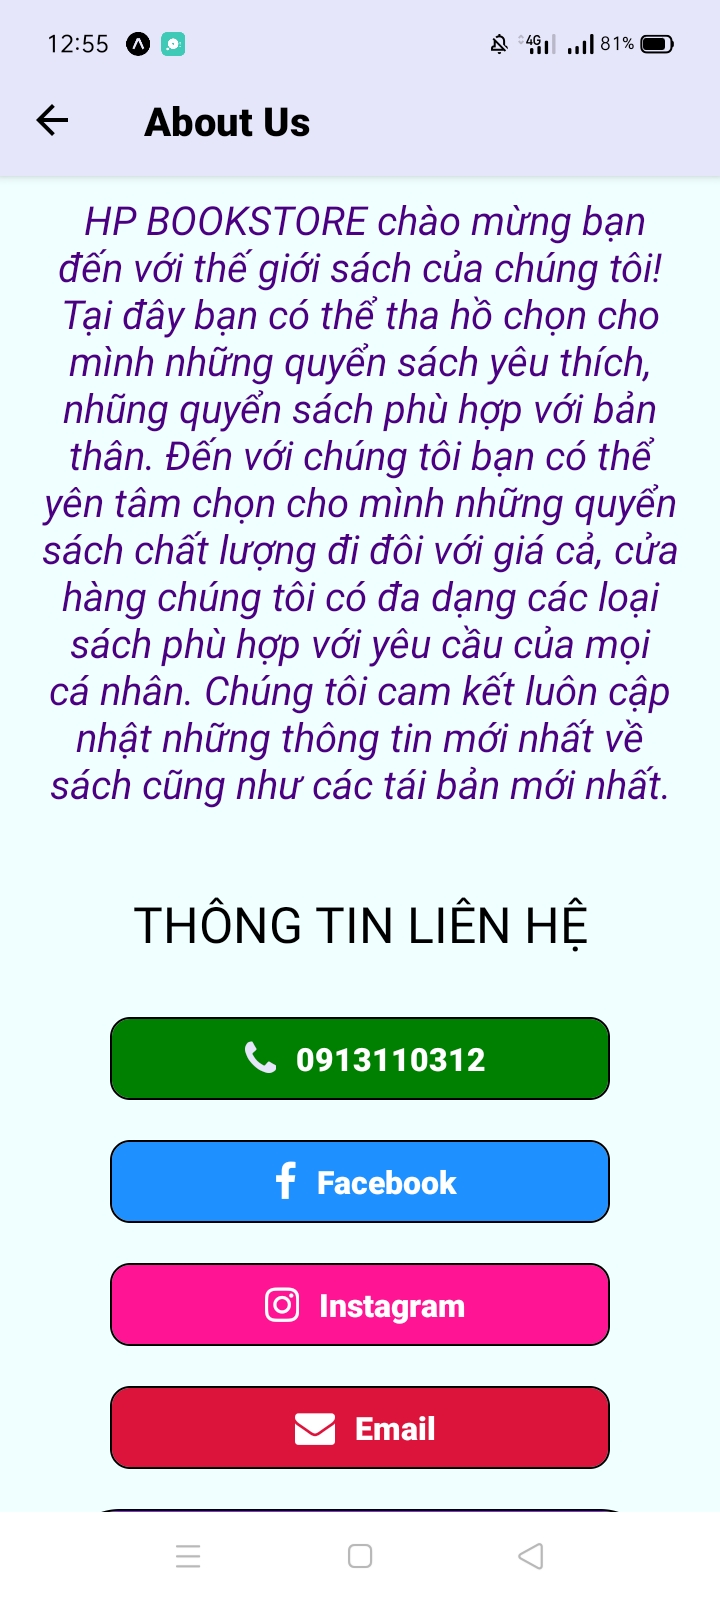 12:55
4G
81%
About Us
HP BOOKSTORE chào mừng bạn
đến với thế giới sách của chúng tôi!
Tại đây bạn có thể tha hồ chọn cho
mình những quyển sách yêu thích,
nhũng quyển sách phù hợp với bản
thân. Đến với chúng tôi bạn có thể
yên tâm chọn cho mình những quyển
sách chất lượng đi đôi với giá cả, cửa
hàng chúng tôi có đa dạng các loại
sách phù hợp với yêu cầu của mọi
cá nhân. Chúng tôi cam kết luôn cập
nhật những thông tin mới nhất về
sách cũng như các tái bản mới nhất.
THÔNG TIN LIÊN HỆ
0913110312
Facebook
Instagram
Email